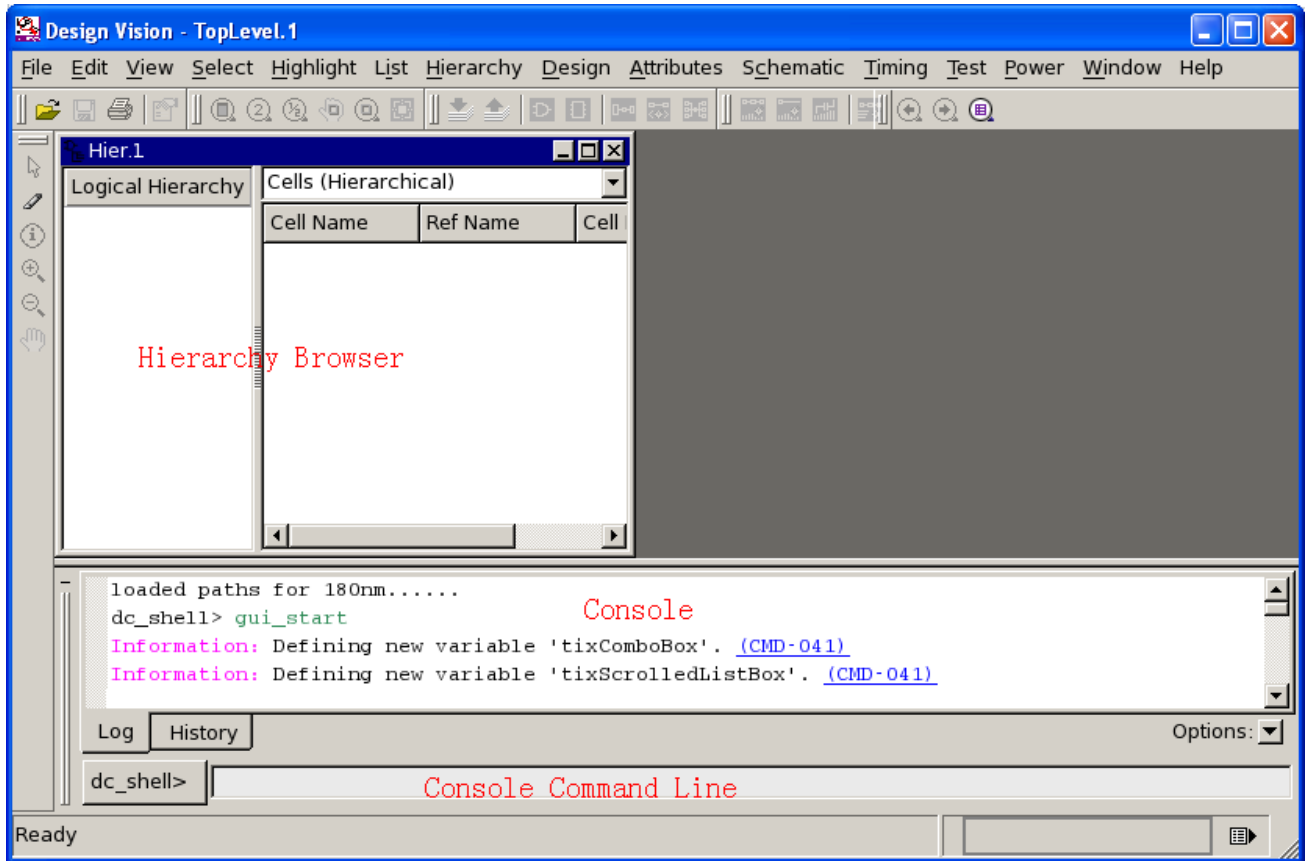 Design Vision - TopLevel.1
File Edit View Select Highlight List Hierarchy Design Attributes Schematic Timing Test Power Window Help
Hier.1
Logical Hierarchy
Cells (Hierarchical)
Cell Name Ref Name Cell
Hierarchy Browser
loaded paths for 180nm......
Console
dc_shell> gui_start
Information: Defining new variable 'tixComboBox'. (CMD-041)
Information: Defining new variable 'tixScrolledListBox'. (CMD-041)
Log History
Options:
dc_shell>
Console Command Line
Ready